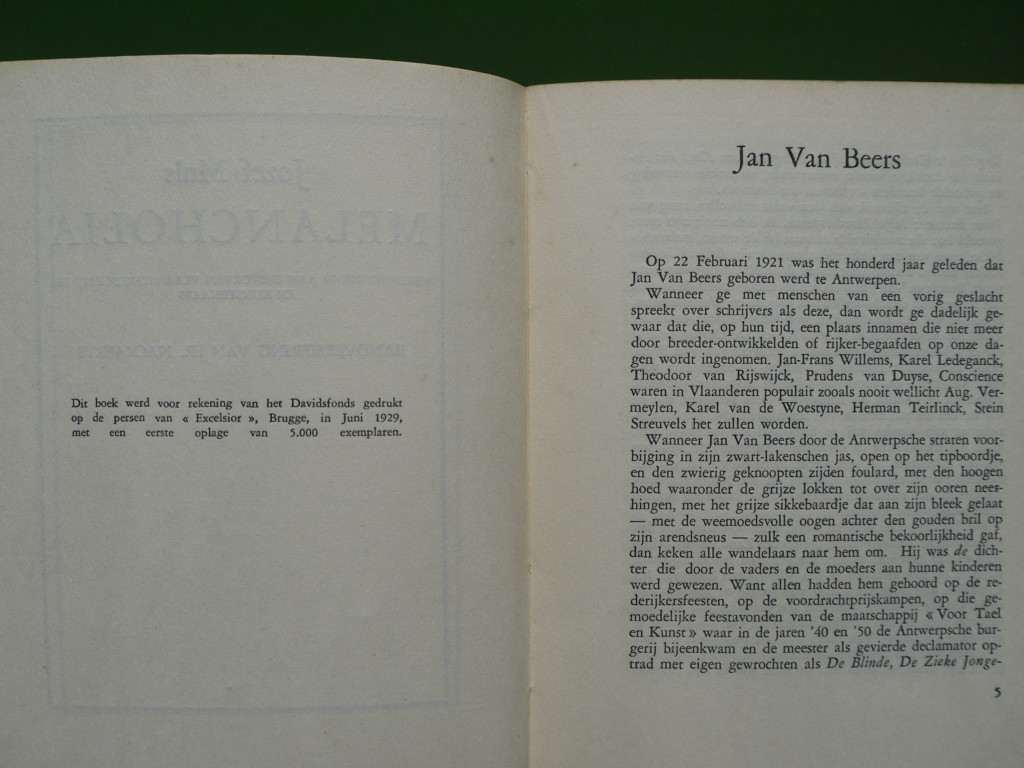 Jozef Muls
MELANCHOLIA
Dit boek werd voor rekening van het Davidsfonds gedrukt
op de persen van « Excelsior », Brugge, in Juni 1929,
met een eerste oplage van 5.000 exemplaren.
Jan Van Beers
Op 22 Februari 1921 was het honderd jaar geleden dat
Jan Van Beers geboren werd te Antwerpen.
Wanneer ge met menschen van een vorig geslacht
spreekt over schrijvers als deze, dan wordt ge dadelijk ge-
waar dat die, op hun tijd, een plaats innamen die niet meer
door breeder-ontwikkelden of rijker-begaafden op onze da-
gen wordt ingenomen. Jan-Frans Willems, Karel Ledeganck,
Theodoor van Rijswijck, Prudens van Duyse, Conscience
waren in Vlaanderen populair zooals nooit wellicht Aug. Ver-
meylen, Karel van de Woestyne, Herman Teirlinck, Stein
Streuvels het zullen worden.
Wanneer Jan Van Beers door de Antwerpsche straten voor-
bijging in zijn zwart-lakenschen jas, open op het tipboordje,
en den zwierig geknoopten zijden foulard, met den hoogen
hoed waaronder de grijze lokken tot over zijn ooren neer-
hingen, met het grijze sikkebaardje dat aan zijn bleek gelaat
— met de weemoedsvolle oogen achter den gouden bril op
zijn arendsneus — zulk een romantische bekoorlijkheid gaf,
dan keken alle wandelaars naar hem om. Hij was de dich-
ter die door de vaders en de moeders aan hunne kinderen
werd gewezen. Want allen hadden hem gehoord op de re-
derijkersfeesten, op de voordrachtprijskampen, op die ge-
moedelijke feestavonden van de maatschappij « Voor Tael
en Kunst » waar in de jaren '40 en '50 de Antwerpsche bur-
gerij bijeenkwam en de meester als gevierde declamator op-
trad met eigen gewrochten als De Blinde, De Zieke Jonge-
5